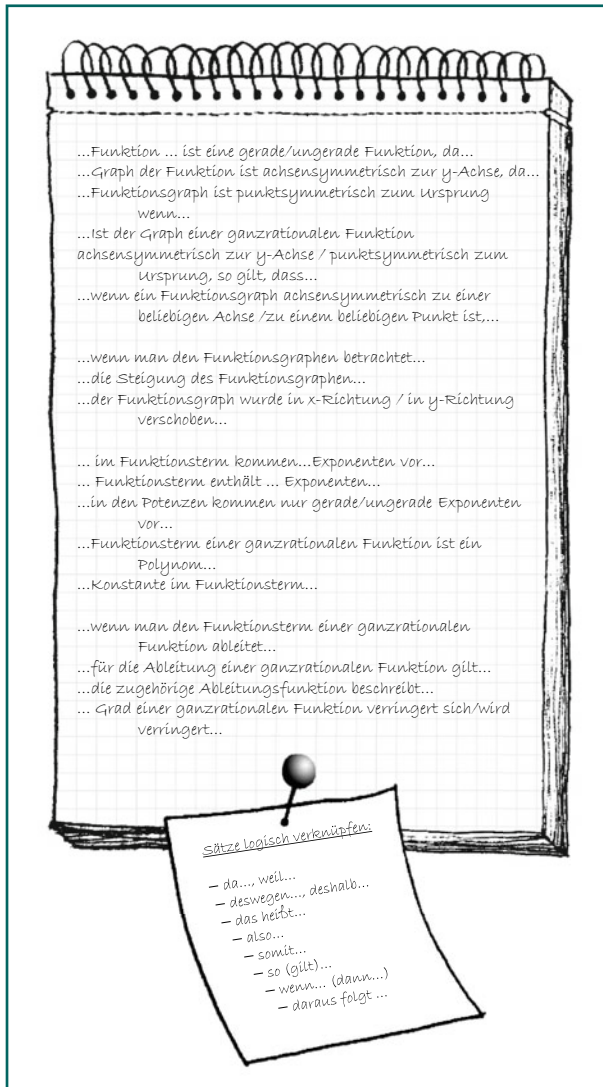 ...Funktion ... ist eine gerade/ungerade Funktion, da...
...Graph der Funktion ist achsensymmetrisch zur y-Achse, da...
...Funktionsgraph ist punktsymmetrisch zum Ursprung
wenn...
...Ist der Graph einer ganzrationalen Funktion
achsensymmetrisch zur y-Achse / punktsymmetrisch zum
Ursprung, so gilt, dass...
...wenn ein Funktionsgraph achsensymmetrisch zu einer
beliebigen Achse /zu einem beliebigen Punkt ist,...
...wenn man den Funktionsgraphen betrachtet...
...die Steigung des Funktionsgraphen...
...der Funktionsgraph wurde in x-Richtung / in y-Richtung
verschoben...
... im Funktionsterm kommen...Exponenten vor...
... Funktionsterm enthält ... Exponenten...
...in den Potenzen kommen nur gerade/ungerade Exponenten
vor...
...Funktionsterm einer ganzrationalen Funktion ist ein
Polynom...
...Konstante im Funktionsterm...
...wenn man den Funktionsterm einer ganzrationalen
Funktion ableitet...
...für die Ableitung einer ganzrationalen Funktion gilt...
...die zugehörige Ableitungsfunktion beschreibt...
... Grad einer ganzrationalen Funktion verringert sich/wird
verringert...
Sätze logisch verknüpfen:
– da..., weil...
– deswegen..., deshalb...
– das heißt...
– also...
– somit...
– so (gilt)...
– wenn... (dann...)
– daraus folgt ...